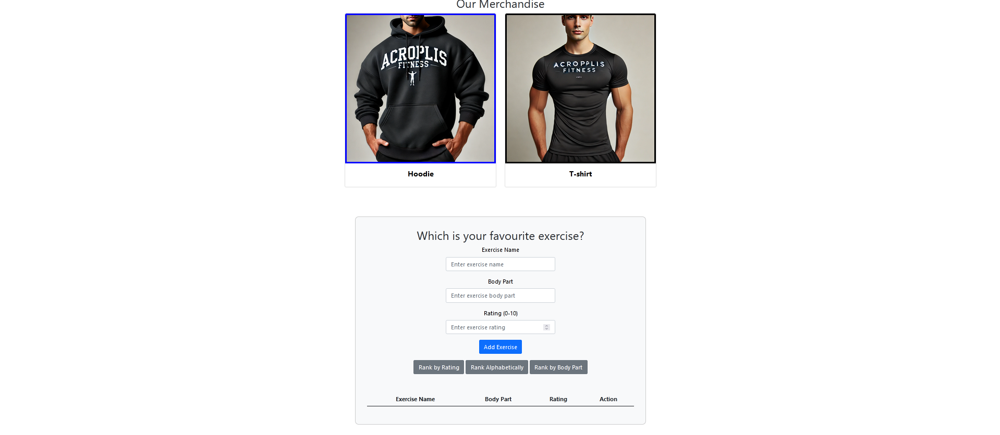 Our Merchandise
ACROPLIS
FITNESS
ACROPPLIS
FITNESS
Hoodie
T-shirt
Which is your favourite exercise?
Exercise Name
Enter exercise name
Body Part
Enter exercise body part
Rating (0-10)
Enter exercise rating
Add Exercise
Rank by Rating Rank Alphabetically Rank by Body Part
Exercise Name Body Part Rating Action